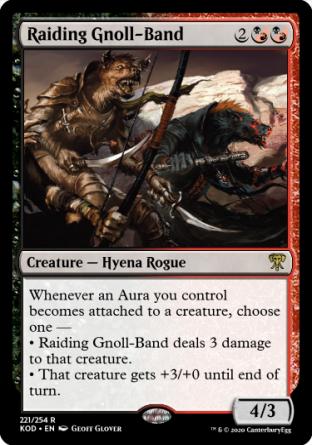 Raiding Gnoll-Band 2
Creature — Hyena Rogue
Whenever an Aura you control
becomes attached to a creature, choose
one —
• Raiding Gnoll-Band deals 3 damage
to that creature.
• That creature gets +3/+0 until end
of turn.
4/3
221/254 R
KOD • EN Geoff Glover
™ & © 2020 CanterburyEgg